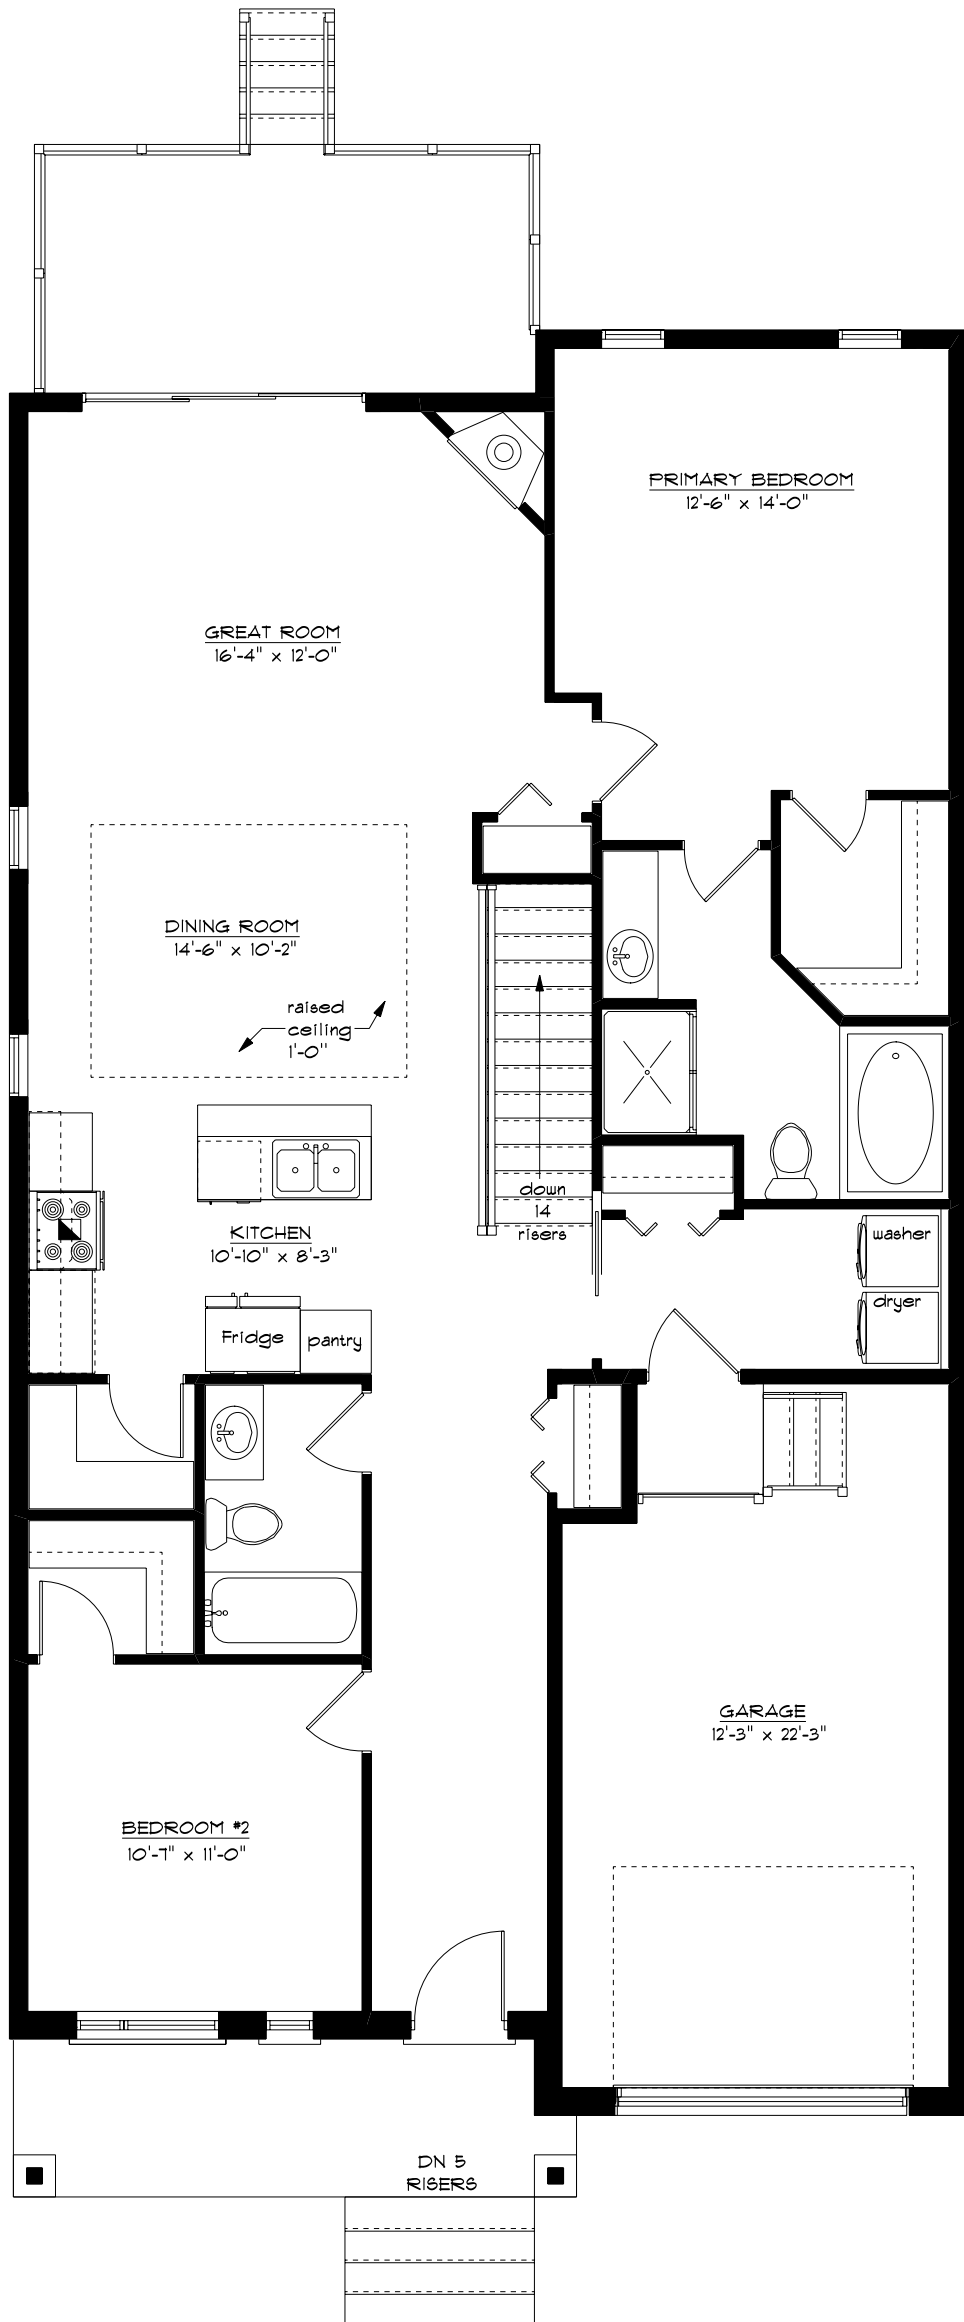 PRIMARY BEDROOM
12'-6" x 14'-0"
GREAT ROOM
16'-4" x 12'-0"
DINING ROOM
14'-6" x 10'-2"
raised
ceiling
1'-0"
down
14
risers
KITCHEN
10'-10" x 8'-3"
washer
dryer
Fridge
pantry
GARAGE
12'-3" x 22'-3"
BEDROOM #2
10'-7" x 11'-0"
DN 5
RISERS